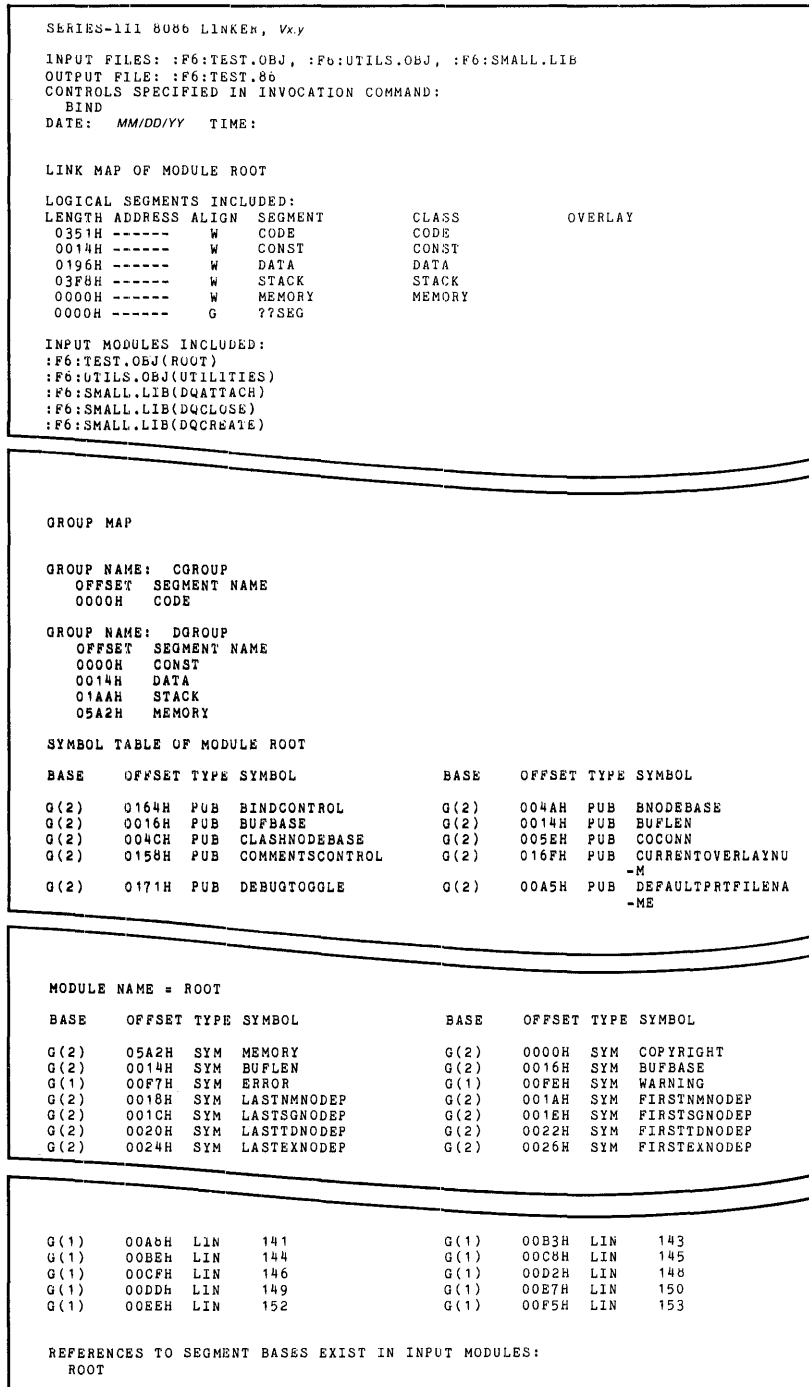 SERIES-III 8086 LINKER, Vx.y
INPUT FILES: :F6:TEST.OBJ, :F6:UTILS.OBJ, :F6:SMALL.LIB
OUTPUT FILE: :F6:TEST.86
CONTROLS SPECIFIED IN INVOCATION COMMAND:
BIND
DATE: MM/DD/YY TIME:
LINK MAP OF MODULE ROOT
LOGICAL SEGMENTS INCLUDED:
LENGTH ADDRESS ALIGN SEGMENT CLASS OVERLAY
0351H ------ W CODE CODE
0014H ------ W CONST CONST
0196H ------ W DATA DATA
03F8H ------ W STACK STACK
0000H ------ W MEMORY MEMORY
0000H ------ G ??SEG
INPUT MODULES INCLUDED:
:F6:TEST.OBJ(ROOT)
:F6:UTILS.OBJ(UTILITIES)
:F6:SMALL.LIB(DQATTACH)
:F6:SMALL.LIB(DQCLOSE)
:F6:SMALL.LIB(DQCREATE)
GROUP MAP
GROUP NAME: CGROUP
OFFSET SEGMENT NAME
0000H CODE
GROUP NAME: DGROUP
OFFSET SEGMENT NAME
0000H CONST
0014H DATA
01AAH STACK
05A2H MEMORY
SYMBOL TABLE OF MODULE ROOT
BASE OFFSET TYPE SYMBOL BASE OFFSET TYPE SYMBOL
G(2) 0164H PUB BINDCONTROL G(2) 004AH PUB BNODEBASE
G(2) 0016H PUB BUFBASE G(2) 0014H PUB BUFLEN
G(2) 004CH PUB CLASHNODEBASE G(2) 005EH PUB COCONN
G(2) 0158H PUB COMMENTSCONTROL G(2) 016FH PUB CURRENTOVERLAYNU
-M
G(2) 0171H PUB DEBUGTOGGLE G(2) 00A5H PUB DEFAULTPRTFILENA
-ME
MODULE NAME = ROOT
BASE OFFSET TYPE SYMBOL BASE OFFSET TYPE SYMBOL
G(2) 05A2H SYM MEMORY G(2) 0000H SYM COPYRIGHT
G(2) 0014H SYM BUFLEN G(2) 0016H SYM BUFBASE
G(1) 00F7H SYM ERROR G(1) 00FEH SYM WARNING
G(2) 0018H SYM LASTNMNODEP G(2) 001AH SYM FIRSTNMNODEP
G(2) 001CH SYM LASTSGNODEP G(2) 001EH SYM FIRSTSGNODEP
G(2) 0020H SYM LASTTDNODEP G(2) 0022H SYM FIRSTTDNODEP
G(2) 0024H SYM LASTEXNODEP G(2) 0026H SYM FIRSTEXNODEP
G(1) 00A8H LIN 141 G(1) 00B3H LIN 143
G(1) 00BEH LIN 144 G(1) 00C8H LIN 145
G(1) 00CFH LIN 146 G(1) 00D2H LIN 148
G(1) 00DDH LIN 149 G(1) 00E7H LIN 150
G(1) 00EEH LIN 152 G(1) 00F5H LIN 153
REFERENCES TO SEGMENT BASES EXIST IN INPUT MODULES:
ROOT